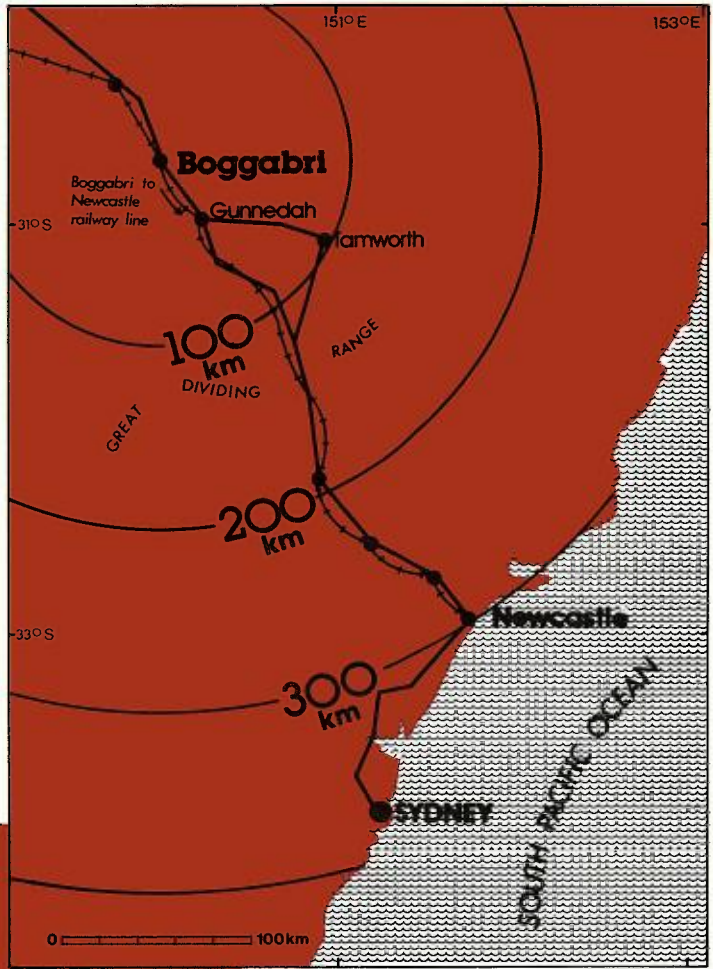 151°E
153°E
Boggabri
Boggabri to
Newcastle
railway line
Gunnedah
31°S
Tamworth
100
km
RANGE
DIVIDING
GREAT
200
km
Newcastle
33°S
300
km
SOUTH PACIFIC OCEAN
SYDNEY
0
100km